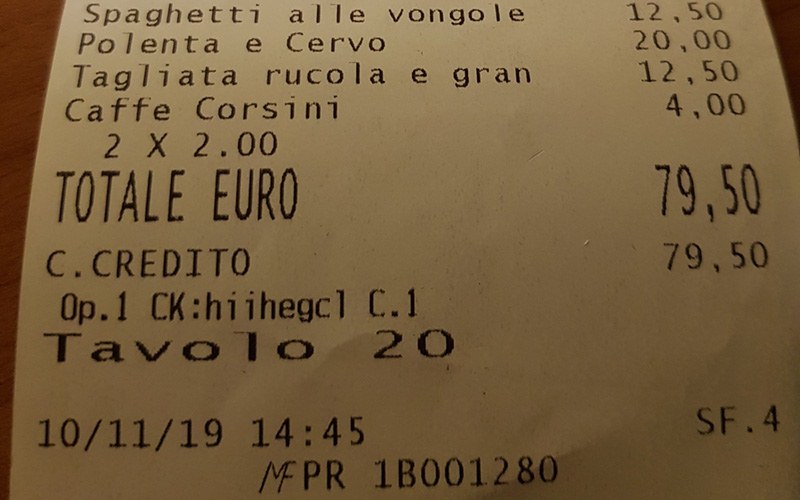 Spaghetti alle vongole 12,50
Polenta e Cervo 20,00
Tagliata rucola e gran 12,50
Caffe Corsini 4,00
2 X 2.00
TOTALE EURO 79,50
C.CREDITO 79,50
Op.1 CK:hiihegcl C.1
Tavolo 20
10/11/19 14:45 SF.4
MFPR 1B001280